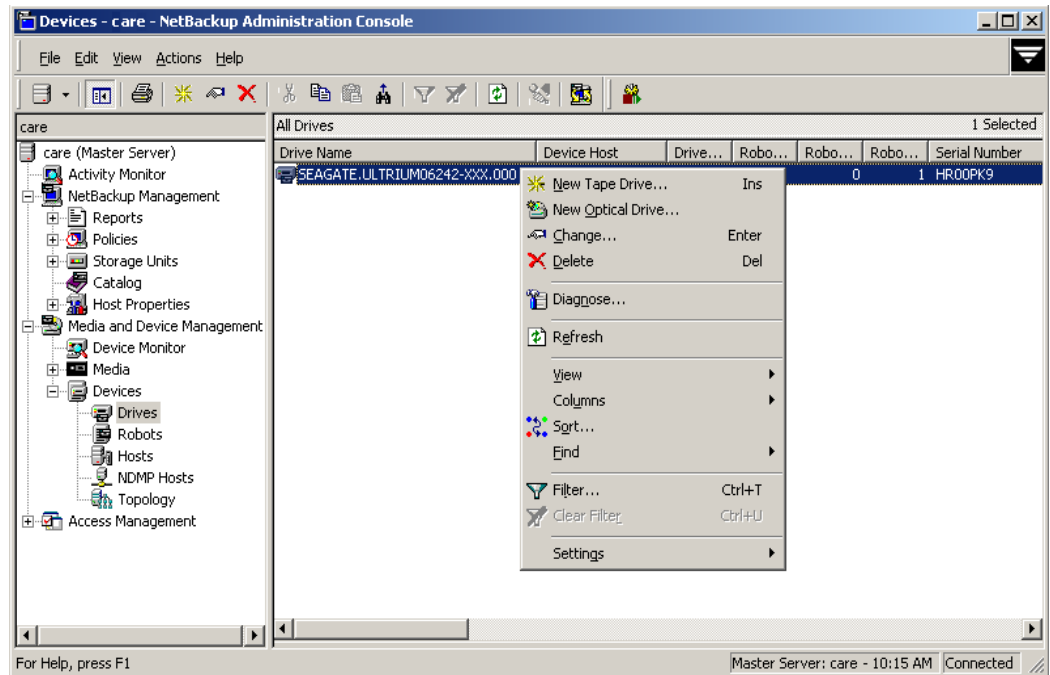 Devices - care - NetBackup Administration Console
File Edit View Actions Help
care
All Drives 1 Selected
Drive Name Device Host Drive... Robo... Robo... Robo... Serial Number
SEAGATE.ULTRIUM06242-XXX.000 0 1 HR00PK9
care (Master Server)
Activity Monitor
NetBackup Management
Reports
Policies
Storage Units
Catalog
Host Properties
Media and Device Management
Device Monitor
Media
Devices
Drives
Robots
Hosts
NDMP Hosts
Topology
Access Management
New Tape Drive... Ins
New Optical Drive...
Change... Enter
Delete Del
Diagnose...
Refresh
View
Columns
Sort...
Find
Filter... Ctrl+T
Clear Filter Ctrl+U
Settings
For Help, press F1 Master Server: care - 10:15 AM Connected